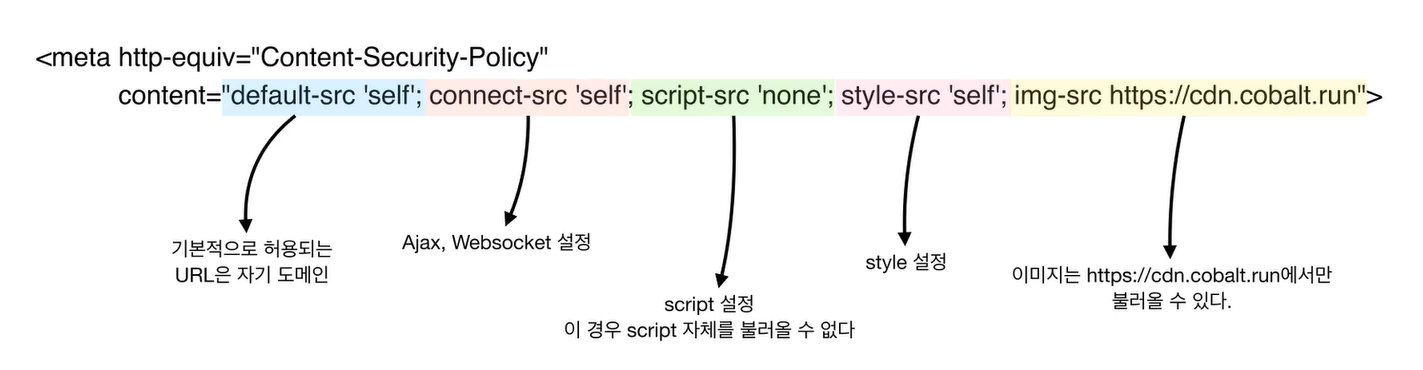 <meta http-equiv="Content-Security-Policy"
content="default-src 'self'; connect-src 'self'; script-src 'none'; style-src 'self'; img-src https://cdn.cobalt.run">
기본적으로 허용되는
URL은 자기 도메인
Ajax, Websocket 설정
script 설정
이 경우 script 자체를 불러올 수 없다
style 설정
이미지는 https://cdn.cobalt.run에서만
불러올 수 있다.